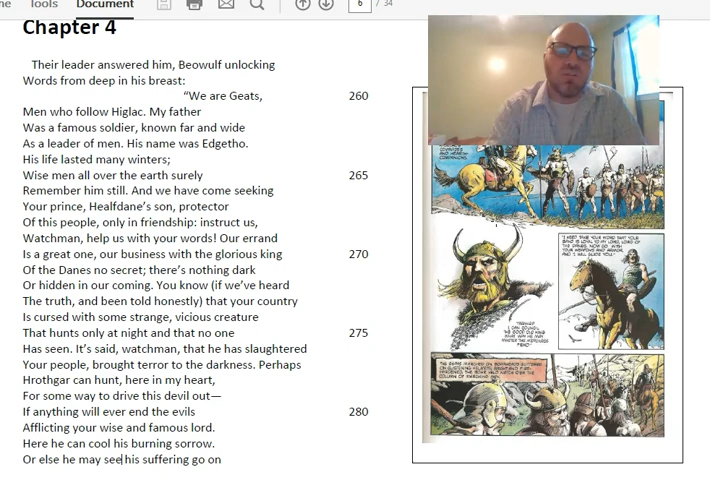 Tools Document 6 / 34
Chapter 4
Their leader answered him, Beowulf unlocking
Words from deep in his breast:
“We are Geats, 260
Men who follow Higlac. My father
Was a famous soldier, known far and wide
As a leader of men. His name was Edgetho.
His life lasted many winters;
Wise men all over the earth surely 265
Remember him still. And we have come seeking
Your prince, Healfdane’s son, protector
Of this people, only in friendship: instruct us,
Watchman, help us with your words! Our errand
Is a great one, our business with the glorious king 270
Of the Danes no secret; there’s nothing dark
Or hidden in our coming. You know (if we’ve heard
The truth, and been told honestly) that your country
Is cursed with some strange, vicious creature
That hunts only at night and that no one 275
Has seen. It’s said, watchman, that he has slaughtered
Your people, brought terror to the darkness. Perhaps
Hrothgar can hunt, here in my heart,
For some way to drive this devil out—
If anything will ever end the evils 280
Afflicting your wise and famous lord.
Here he can cool his burning sorrow.
Or else he may see his suffering go on